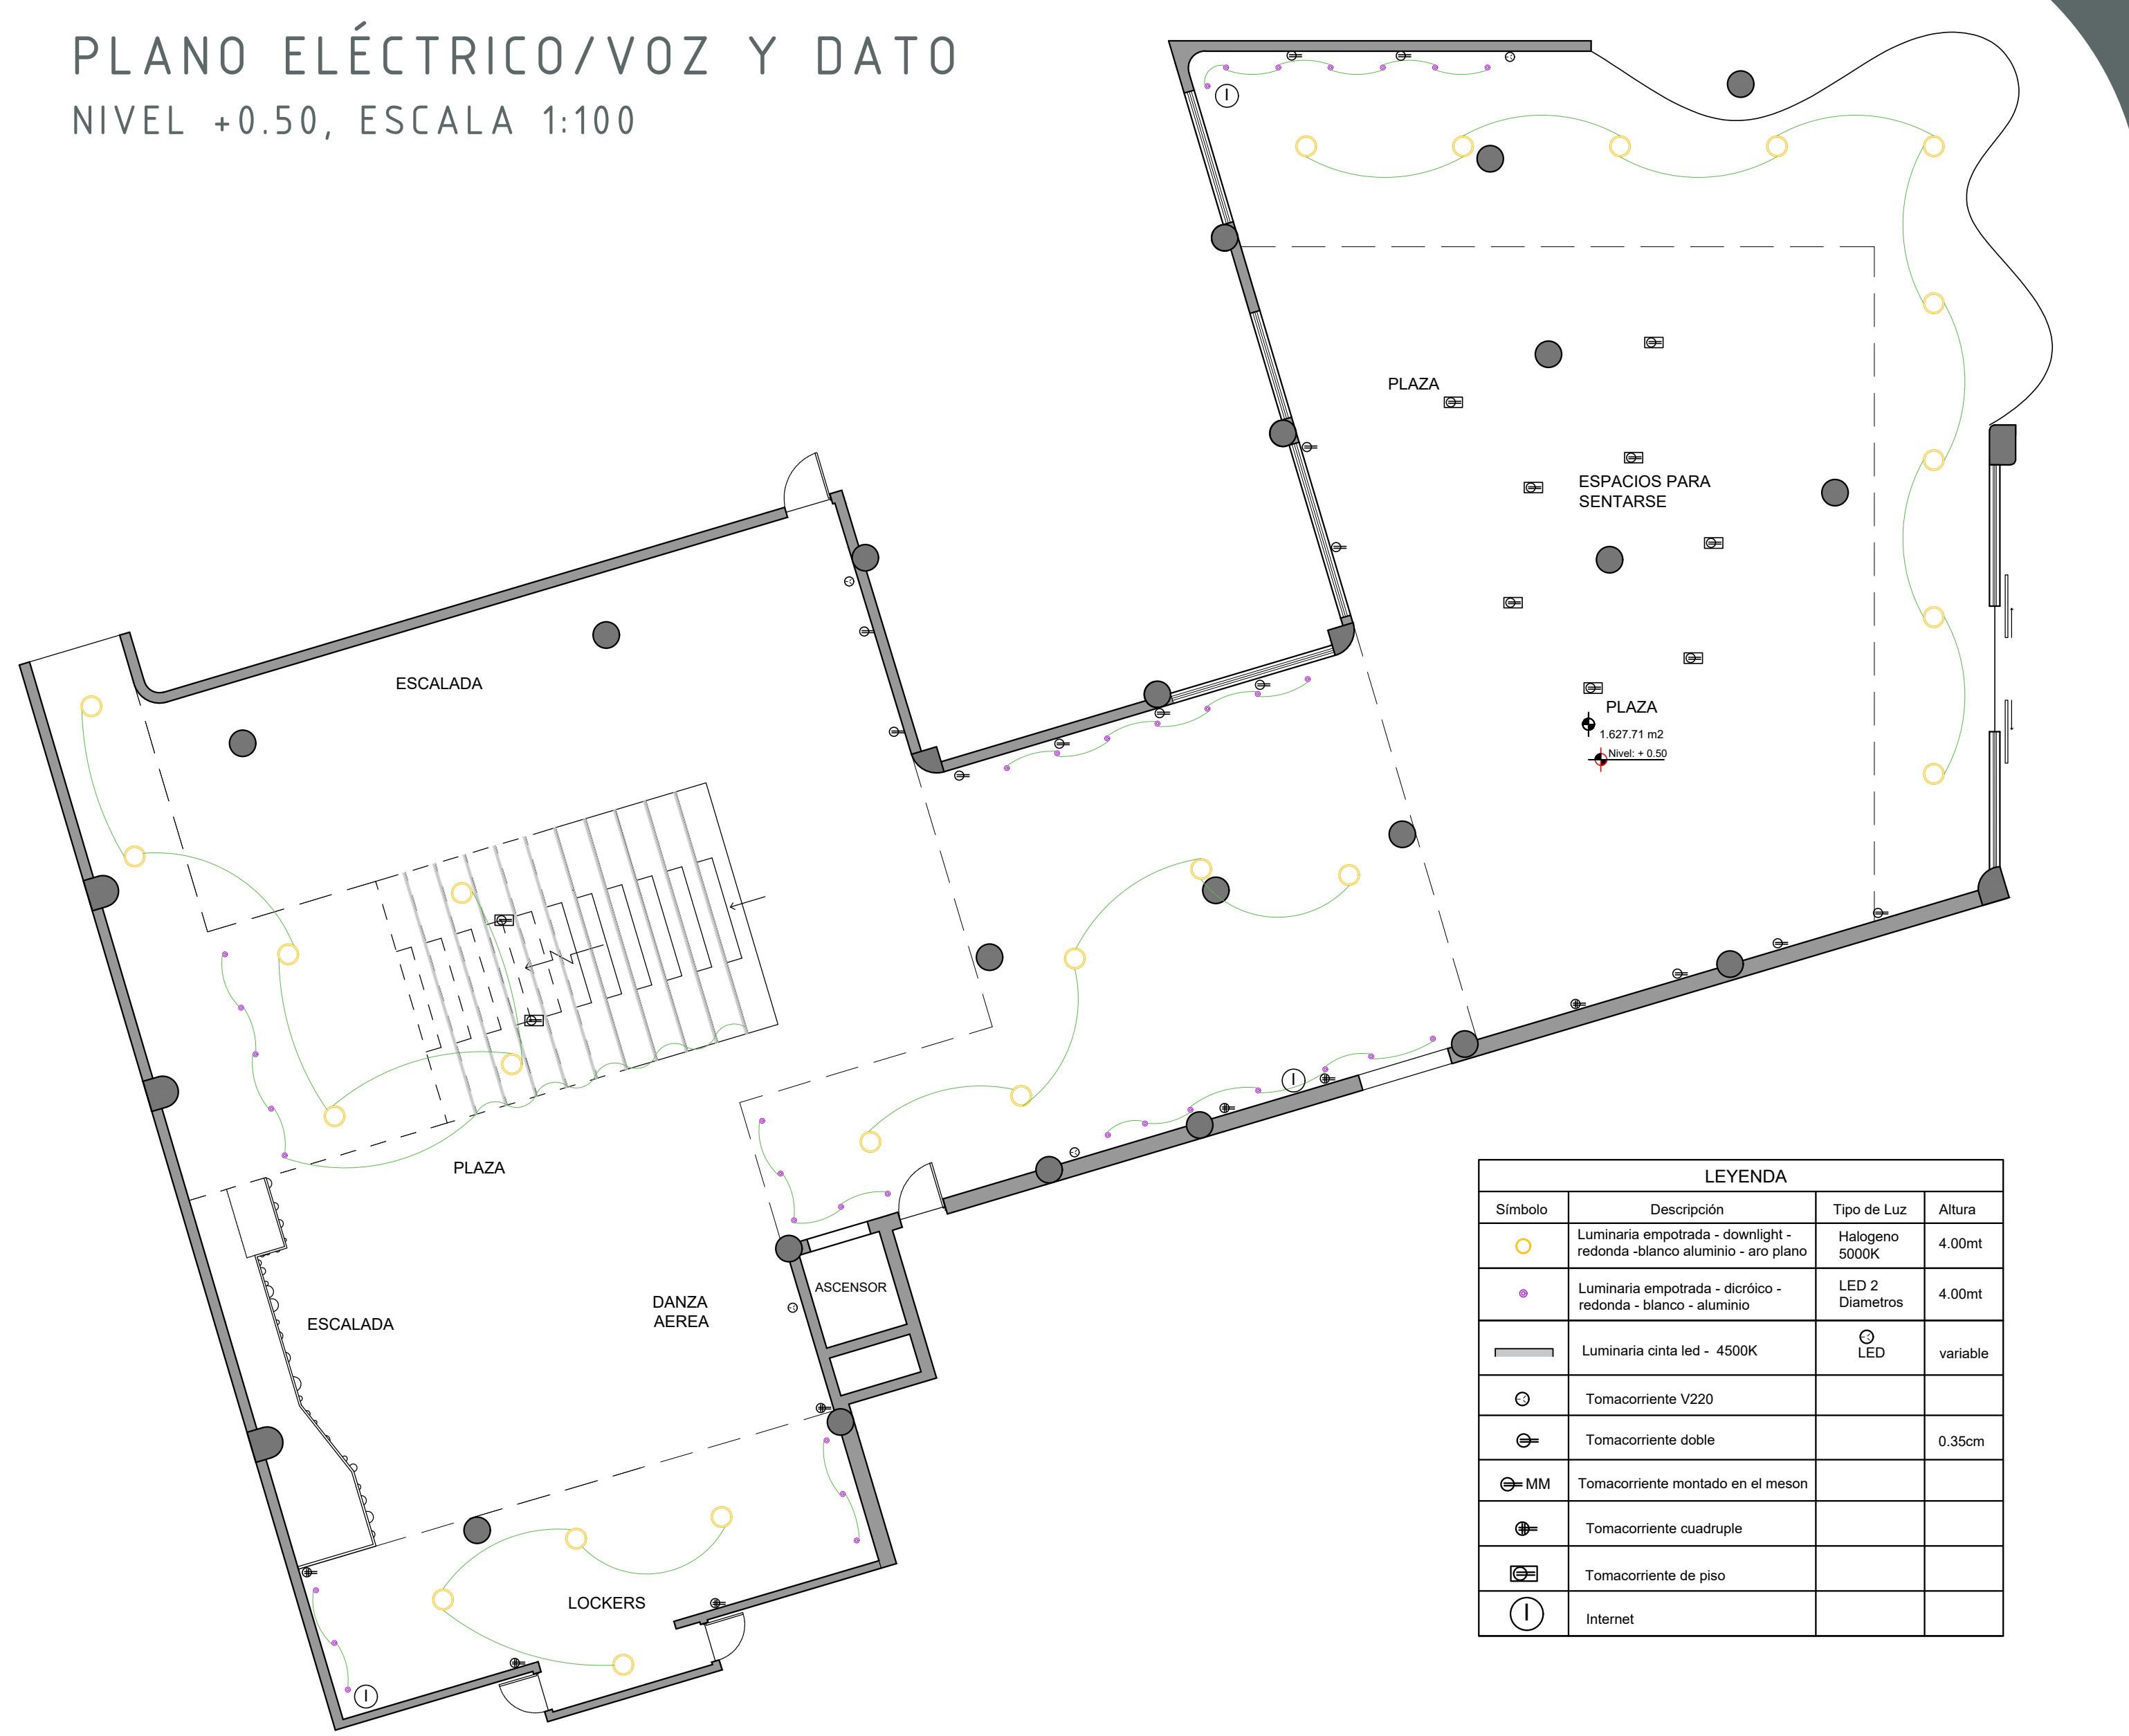 PLANO ELÉCTRICO/VOZ Y DATO
NIVEL +0.50, ESCALA 1:100
I
PLAZA
ESPACIOS PARA
SENTARSE
ESCALADA
PLAZA
1.627.71 m2
Nivel: + 0.50
I
PLAZA
ASCENSOR
DANZA
AEREA
ESCALADA
LOCKERS
I
LEYENDA
Símbolo Descripción Tipo de Luz Altura
Luminaria empotrada - downlight -
redonda -blanco aluminio - aro plano
Halogeno
5000K
4.00mt
Luminaria empotrada - dicróico -
redonda - blanco - aluminio
LED 2
Diametros
4.00mt
Luminaria cinta led - 4500K
LED
variable
Tomacorriente V220
Tomacorriente doble
0.35cm
MM Tomacorriente montado en el meson
Tomacorriente cuadruple
Tomacorriente de piso
I Internet